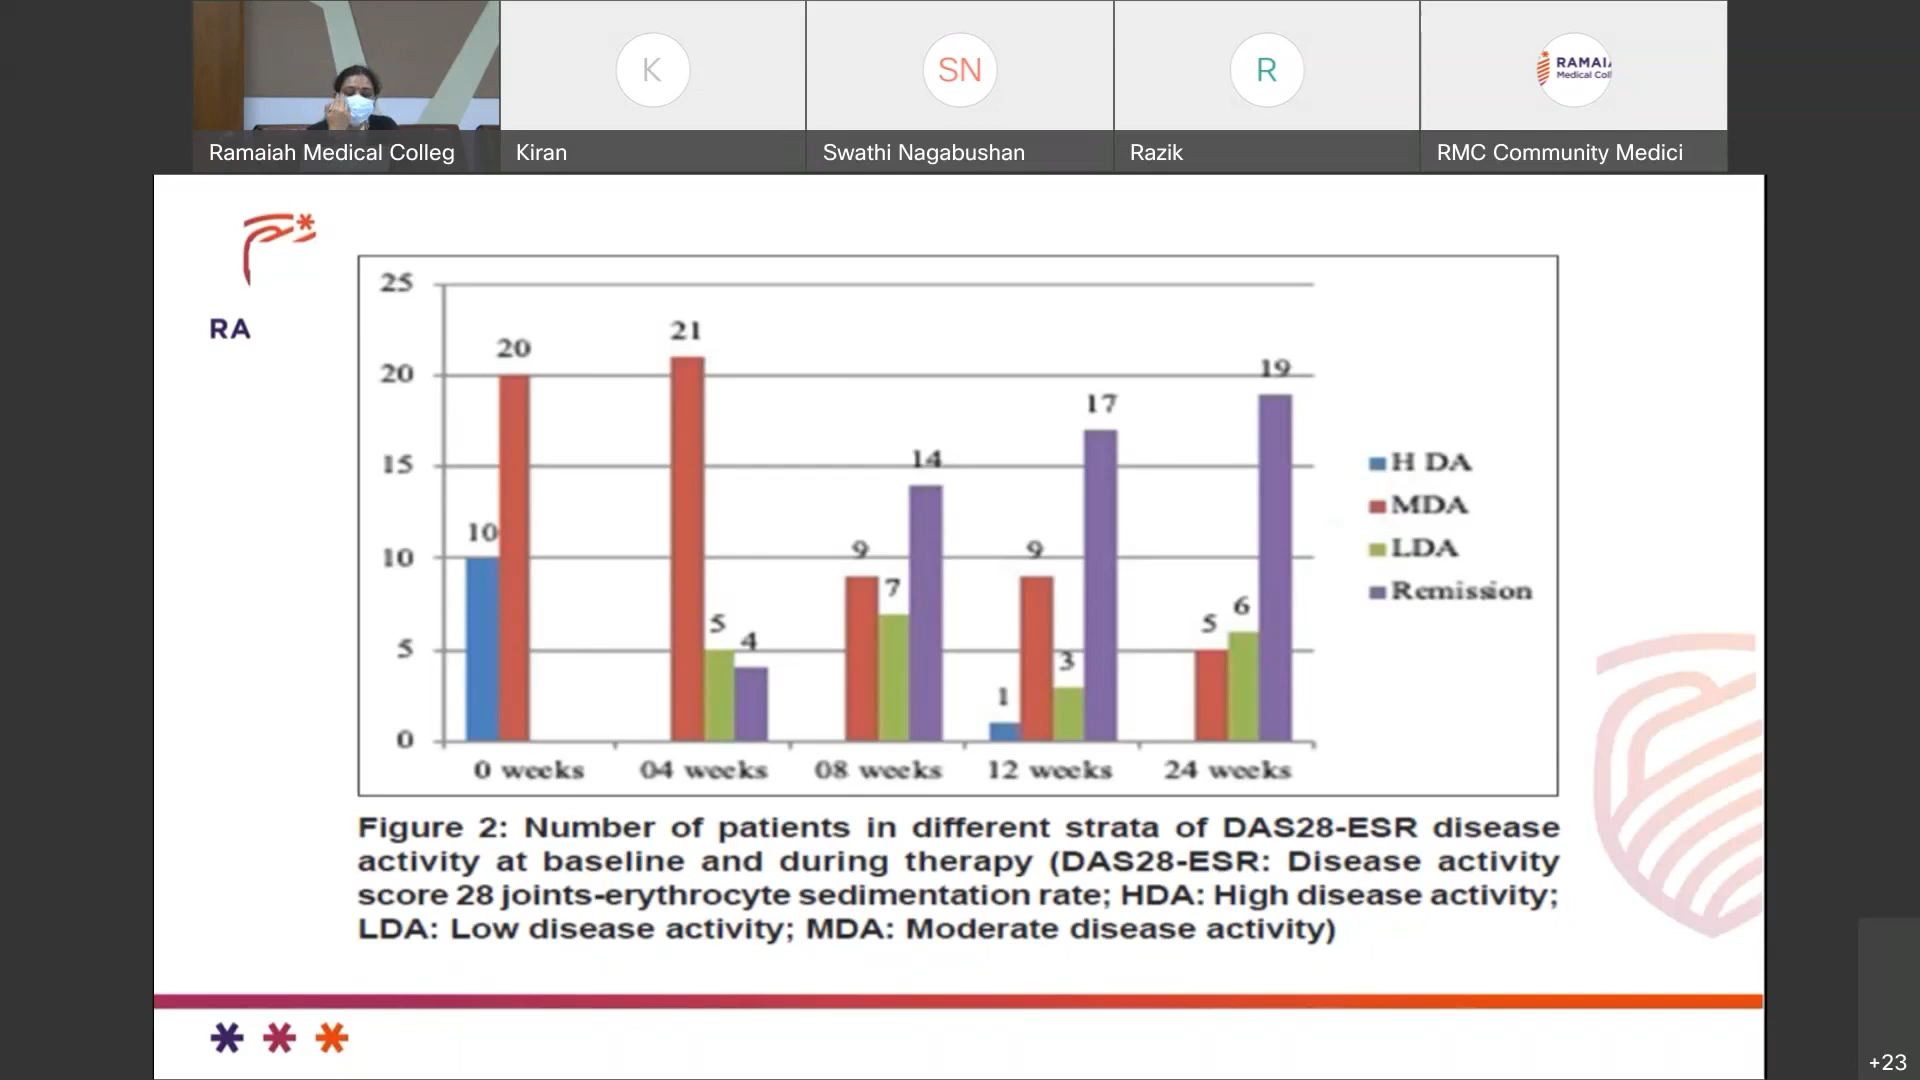 K
SN
R
RAMAI
Medical Col
Ramaiah Medical Colleg
Kiran
Swathi Nagabushan
Razik
RMC Community Medici
RA
25
20
15
10
5
0
10
20
21
5
4
9
7
14
1
9
3
17
5
6
19
0 weeks
04 weeks
08 weeks
12 weeks
24 weeks
H DA
MDA
LDA
Remission
Figure 2: Number of patients in different strata of DAS28-ESR disease
activity at baseline and during therapy (DAS28-ESR: Disease activity
score 28 joints-erythrocyte sedimentation rate; HDA: High disease activity;
LDA: Low disease activity; MDA: Moderate disease activity)
+23